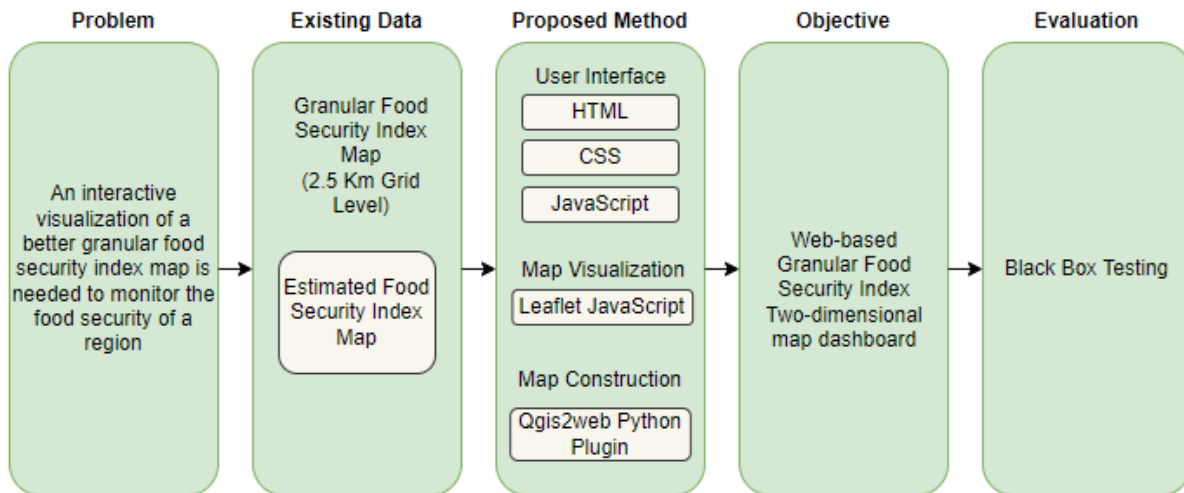 Problem
An interactive
visualization of a
better granular food
security index map is
needed to monitor the
food security of a
region
Existing Data
Granular Food
Security Index
Map
(2.5 Km Grid
Level)
Estimated Food
Security Index
Map
Proposed Method
User Interface
HTML
CSS
JavaScript
Map Visualization
Leaflet JavaScript
Map Construction
Qgis2web Python
Plugin
Objective
Web-based
Granular Food
Security Index
Two-dimensional
map dashboard
Evaluation
Black Box Testing